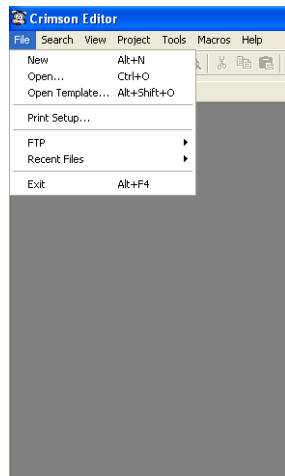 Crimson Editor
File Search View Project Tools Macros Help
New Alt+N
Open... Ctrl+O
Open Template... Alt+Shift+O
Print Setup...
FTP
Recent Files
Exit Alt+F4